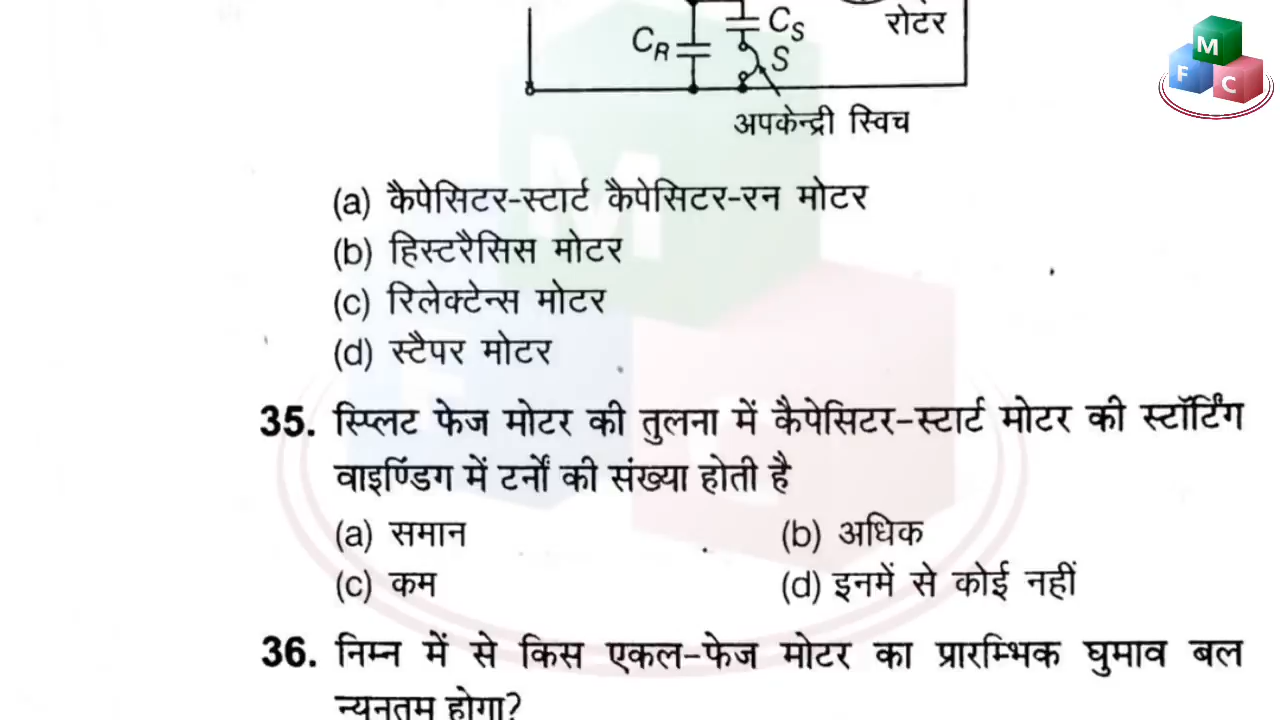 रोटर
C_S
C_R
S
अपकेन्द्री स्विच
M
F
C
(a) कैपेसिटर-स्टार्ट कैपेसिटर-रन मोटर
(b) हिस्टरैसिस मोटर
(c) रिलेक्टेन्स मोटर
(d) स्टैपर मोटर
35. स्प्लिट फेज मोटर की तुलना में कैपेसिटर-स्टार्ट मोटर की स्टॉर्टिंग
वाइण्डिंग में टर्नों की संख्या होती है
(a) समान (b) अधिक
(c) कम (d) इनमें से कोई नहीं
36. निम्न में से किस एकल-फेज मोटर का प्रारम्भिक घुमाव बल
न्यूनतम होगा?